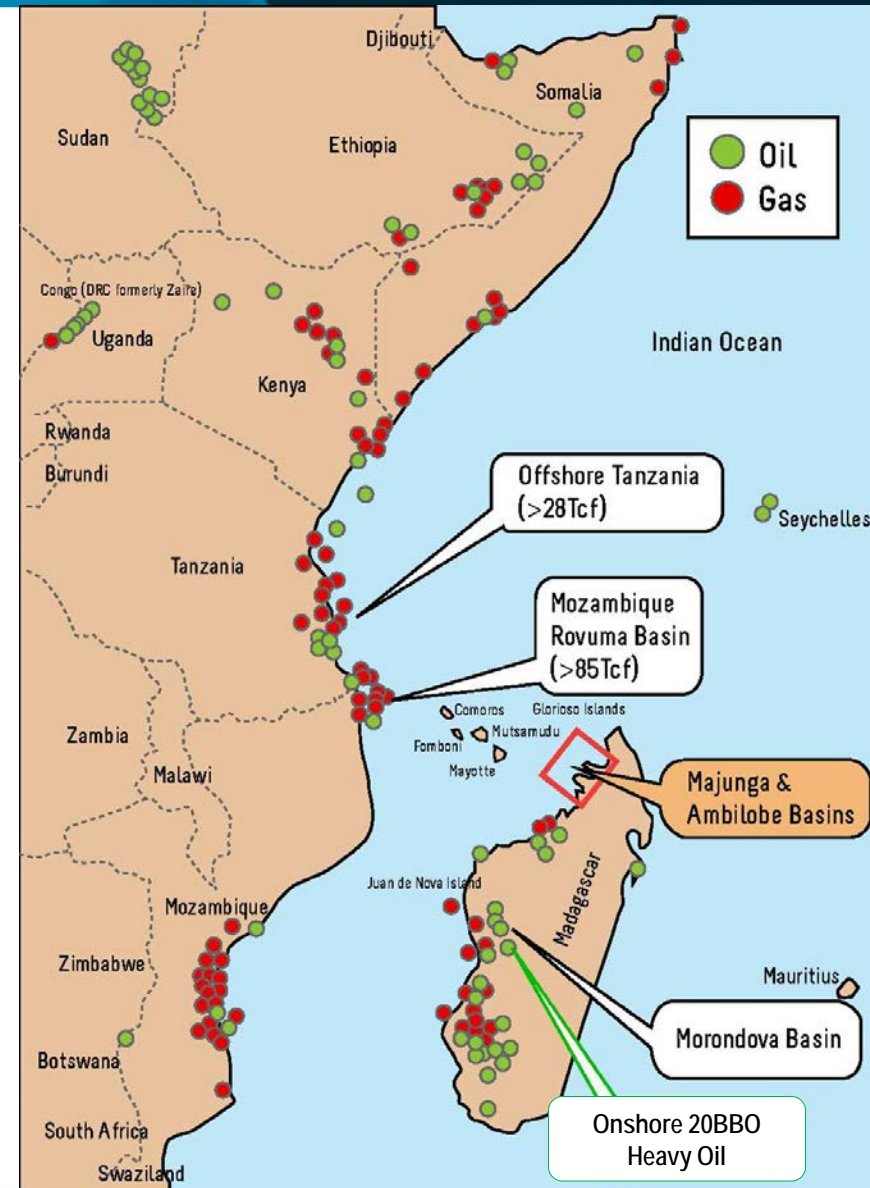 Djibouti
Somalia
Sudan
Ethiopia
Oil
Gas
Congo (DRC formerly Zaire)
Uganda
Indian Ocean
Kenya
Rwanda
Burundi
Offshore Tanzania
(>28Tcf)
Seychelles
Tanzania
Mozambique
Rovuma Basin
(>85Tcf)
Comoros
Glorioso Islands
Zambia
Fomboni
Mutsamudu
Mayotte
Malawi
Majunga &
Ambilobe Basins
Juan de Nova Island
Madagascar
Mozambique
Zimbabwe
Mauritius
Morondova Basin
Botswana
South Africa
Onshore 20BBO
Heavy Oil
Swaziland